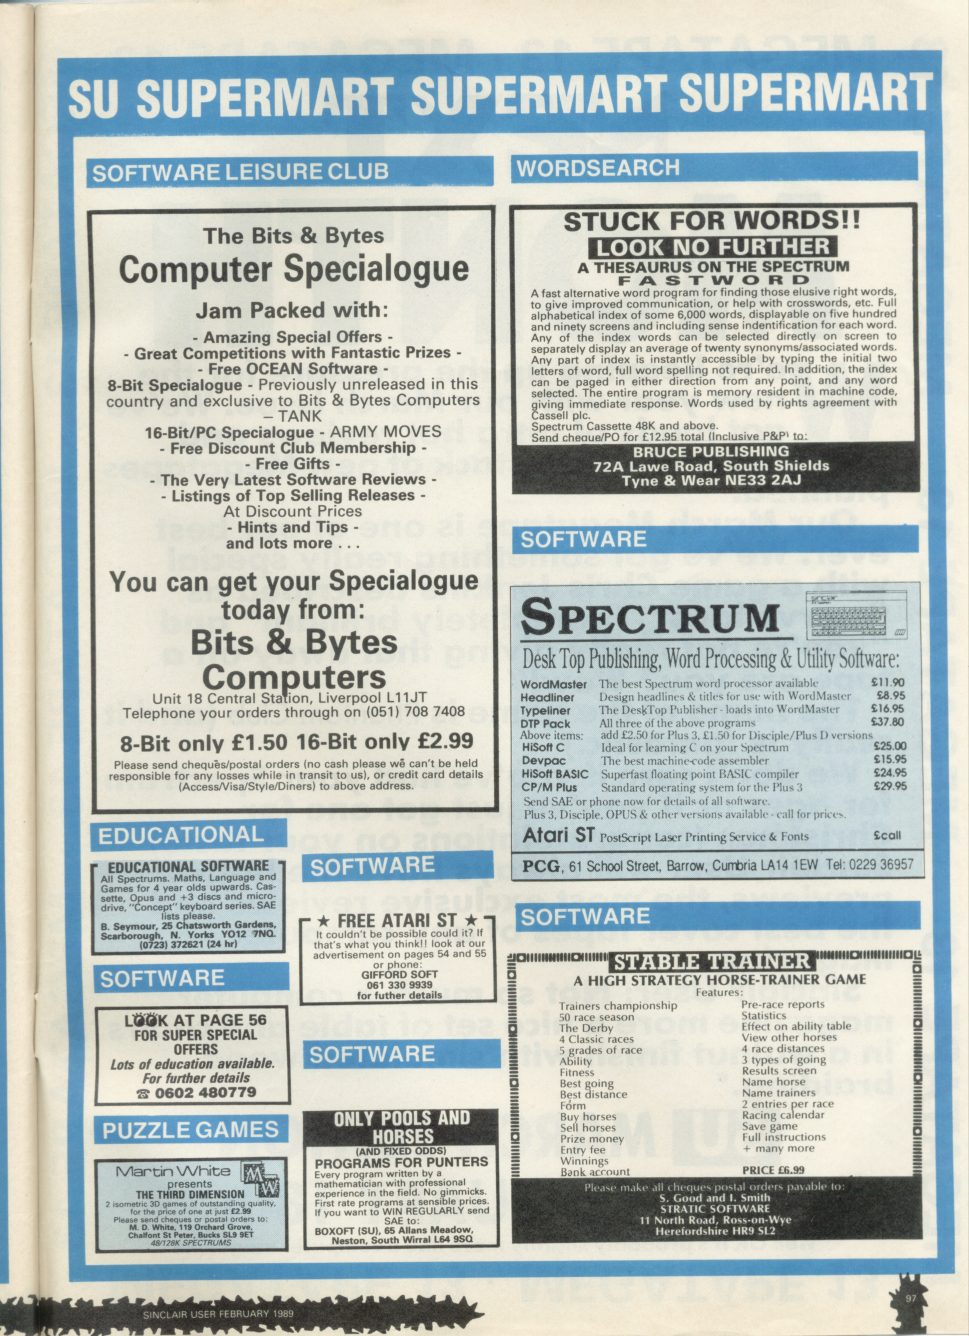 SU SUPERMART SUPERMART SUPERMART
SOFTWARE LEISURE CLUB
The Bits & Bytes
Computer Specialogue
Jam Packed with:
- Amazing Special Offers -
- Great Competitions with Fantastic Prizes -
- Free OCEAN Software -
8-Bit Specialogue - Previously unreleased in this
country and exclusive to Bits & Bytes Computers
– TANK
16-Bit/PC Specialogue - ARMY MOVES
- Free Discount Club Membership -
- Free Gifts -
- The Very Latest Software Reviews -
- Listings of Top Selling Releases -
At Discount Prices
- Hints and Tips -
and lots more . . .
You can get your Specialogue
today from:
Bits & Bytes
Computers
Unit 18 Central Station, Liverpool L11JT
Telephone your orders through on (051) 708 7408
8-Bit only £1.50 16-Bit only £2.99
Please send cheques/postal orders (no cash please we can't be held
responsible for any losses while in transit to us), or credit card details
(Access/Visa/Style/Diners) to above address.
EDUCATIONAL
EDUCATIONAL SOFTWARE
All Spectrums. Maths, Language and
Games for 4 year olds upwards. Cas-
sette, Opus and +3 discs and micro-
drive, "Concept" keyboard series. SAE
lists please.
B. Seymour, 25 Chatsworth Gardens,
Scarborough, N. Yorks YO12 7NQ.
(0723) 372621 (24 hr)
SOFTWARE
LOOK AT PAGE 56
FOR SUPER SPECIAL
OFFERS
Lots of education available.
For further details
☎ 0602 480779
PUZZLE GAMES
Martin White
presents
THE THIRD DIMENSION
2 isometric 3D games of outstanding quality,
for the price of one at just £2.99
Please send cheques or postal orders to:
M. D. White, 119 Orchard Grove,
Chalfont St Peter, Bucks SL9 9ET
48/128K SPECTRUMS
SOFTWARE
★ FREE ATARI ST ★
It couldn't be possible could it? If
that's what you think!! look at our
advertisement on pages 54 and 55
or phone:
GIFFORD SOFT
061 330 9939
for futher details
SOFTWARE
ONLY POOLS AND
HORSES
(AND FIXED ODDS)
PROGRAMS FOR PUNTERS
Every program written by a
mathematician with professional
experience in the field. No gimmicks.
First rate programs at sensible prices.
If you want to WIN REGULARLY send
SAE to:
BOXOFT (SU), 65 Allans Meadow,
Neston, South Wirral L64 9SQ
WORDSEARCH
STUCK FOR WORDS!!
LOOK NO FURTHER
A THESAURUS ON THE SPECTRUM
FASTWORD
A fast alternative word program for finding those elusive right words,
to give improved communication, or help with crosswords, etc. Full
alphabetical index of some 6,000 words, displayable on five hundred
and ninety screens and including sense indentification for each word.
Any of the index words can be selected directly on screen to
separately display an average of twenty synonyms/associated words.
Any part of index is instantly accessible by typing the initial two
letters of word, full word spelling not required. In addition, the index
can be paged in either direction from any point, and any word
selected. The entire program is memory resident in machine code,
giving immediate response. Words used by rights agreement with
Cassell plc.
Spectrum Cassette 48K and above.
Send cheque/PO for £12.95 total (Inclusive P&P) to:
BRUCE PUBLISHING
72A Lawe Road, South Shields
Tyne & Wear NE33 2AJ
SOFTWARE
SPECTRUM
Desk Top Publishing, Word Processing & Utility Software:
WordMaster The best Spectrum word processor available £11.90
Headliner Design headlines & titles for use with WordMaster £8.95
Typeliner The DeskTop Publisher - loads into WordMaster £16.95
DTP Pack All three of the above programs £37.80
Above items: add £2.50 for Plus 3, £1.50 for Disciple/Plus D versions
HiSoft C Ideal for learning C on your Spectrum £25.00
Devpac The best machine-code assembler £15.95
HiSoft BASIC Superfast floating point BASIC compiler £24.95
CP/M Plus Standard operating system for the Plus 3 £29.95
Send SAE or phone now for details of all software.
Plus 3, Disciple, OPUS & other versions available - call for prices.
Atari ST PostScript Laser Printing Service & Fonts £call
PCG, 61 School Street, Barrow, Cumbria LA14 1EW Tel: 0229 36957
SOFTWARE
STABLE TRAINER
A HIGH STRATEGY HORSE-TRAINER GAME
Features:
Trainers championship
50 race season
The Derby
4 Classic races
5 grades of race
Ability
Fitness
Best going
Best distance
Form
Buy horses
Sell horses
Prize money
Entry fee
Winnings
Bank account
Pre-race reports
Statistics
Effect on ability table
View other horses
4 race distances
3 types of going
Results screen
Name horse
Name trainers
2 entries per race
Racing calendar
Save game
Full instructions
+ many more
PRICE £6.99
Please make all cheques postal orders payable to:
S. Good and I. Smith
STRATIC SOFTWARE
11 North Road, Ross-on-Wye
Herefordshire HR9 SL2
SINCLAIR USER FEBRUARY 1989
97